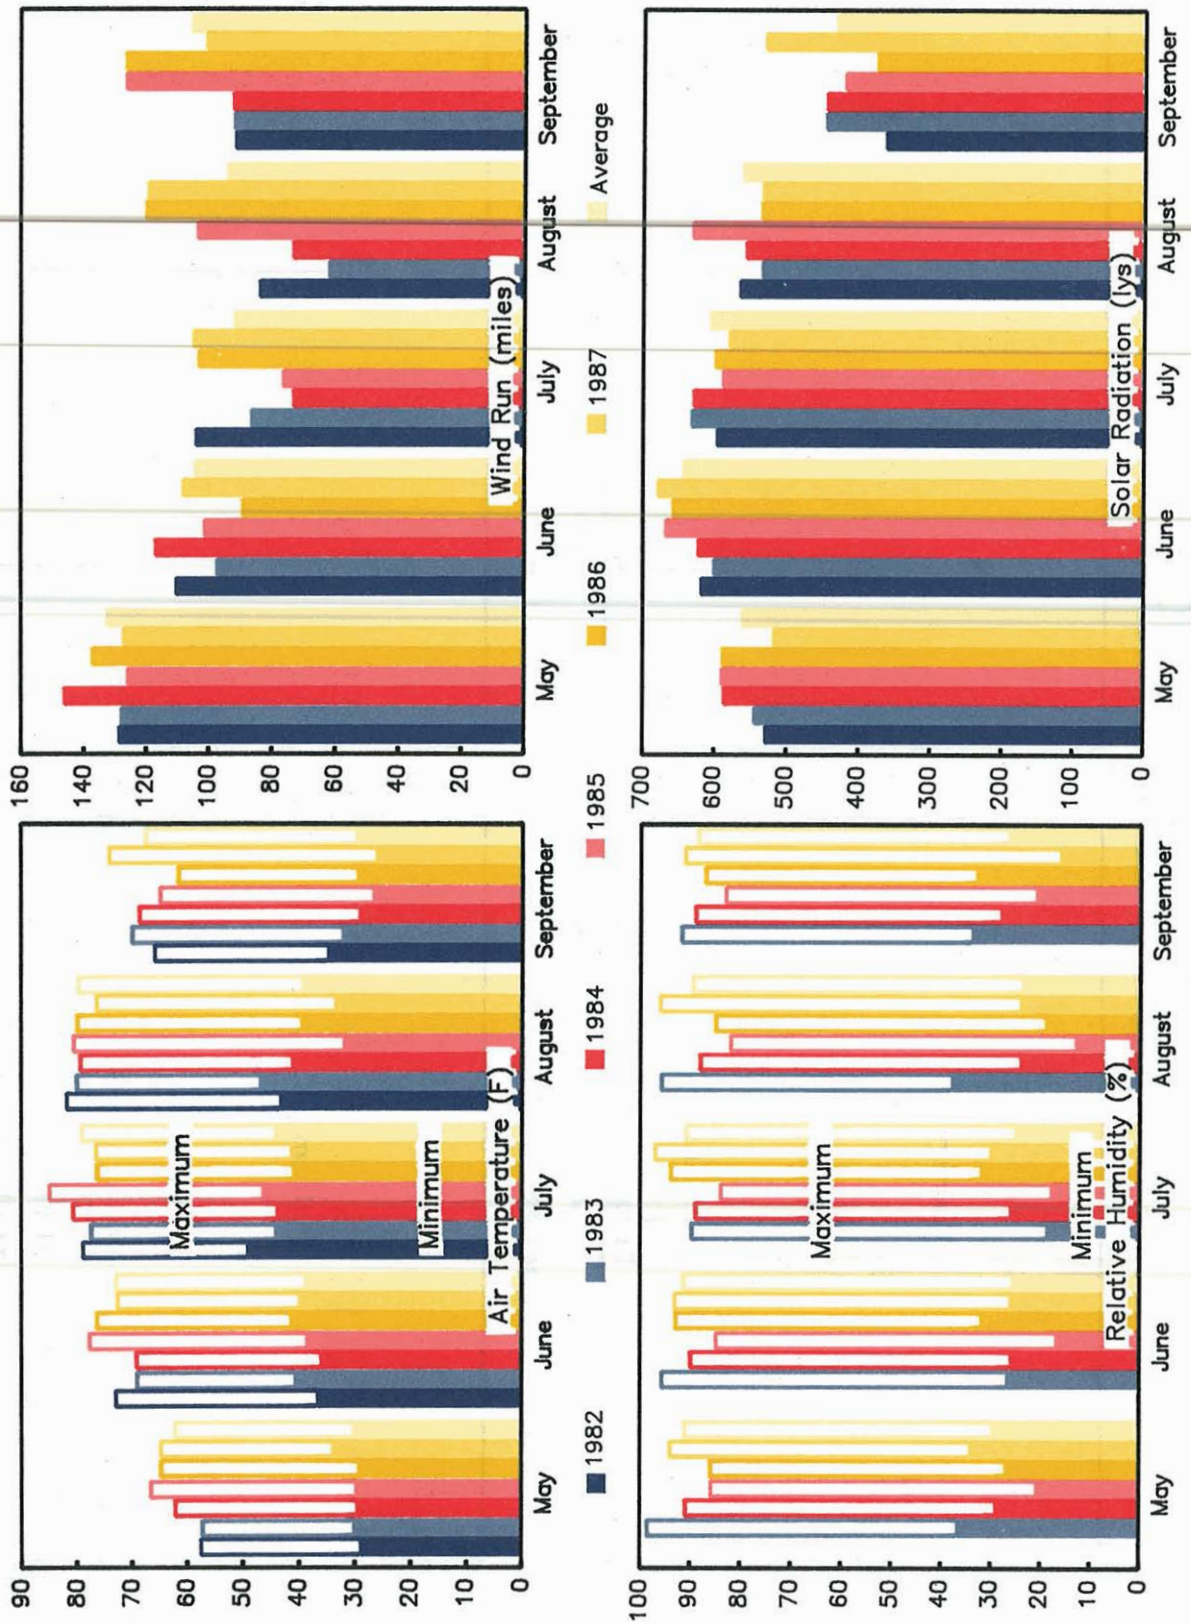 90
80
70
60
50
40
30
20
10
0
Maximum
Minimum
Air Temperature (F)
May
June
July
August
September
160
140
120
100
80
60
40
20
0
Wind Run (miles)
May
June
July
August
September
1982
1983
1984
1985
1986
1987
Average
100
90
80
70
60
50
40
30
20
10
0
Maximum
Minimum
Relative Humidity (%)
May
June
July
August
September
700
600
500
400
300
200
100
0
Solar Radiation (lys)
May
June
July
August
September